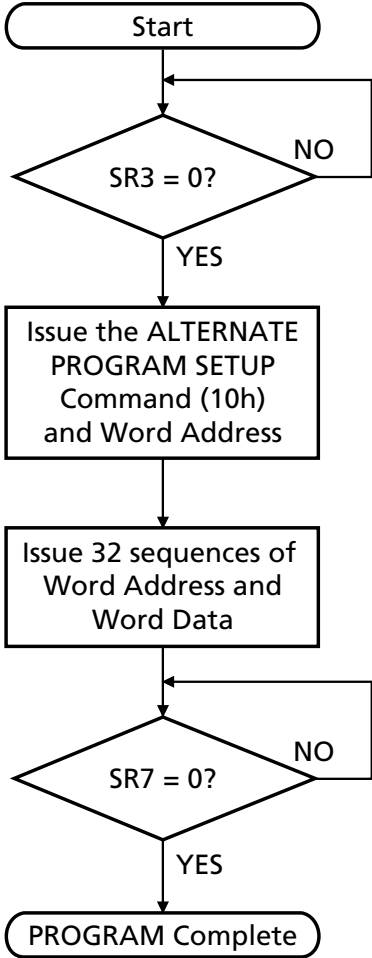 Start
NO
SR3 = 0?
YES
Issue the ALTERNATE
PROGRAM SETUP
Command (10h)
and Word Address
Issue 32 sequences of
Word Address and
Word Data
NO
SR7 = 0?
YES
PROGRAM Complete